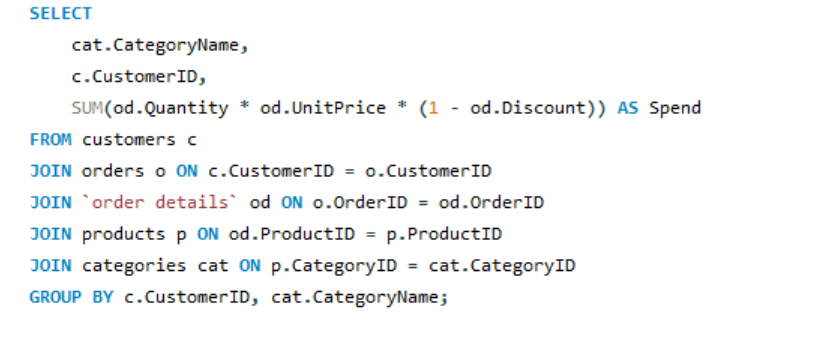 SELECT
    cat.CategoryName,
    c.CustomerID,
    SUM(od.Quantity * od.UnitPrice * (1 - od.Discount)) AS Spend
FROM customers c
JOIN orders o ON c.CustomerID = o.CustomerID
JOIN `order details` od ON o.OrderID = od.OrderID
JOIN products p ON od.ProductID = p.ProductID
JOIN categories cat ON p.CategoryID = cat.CategoryID
GROUP BY c.CustomerID, cat.CategoryName;